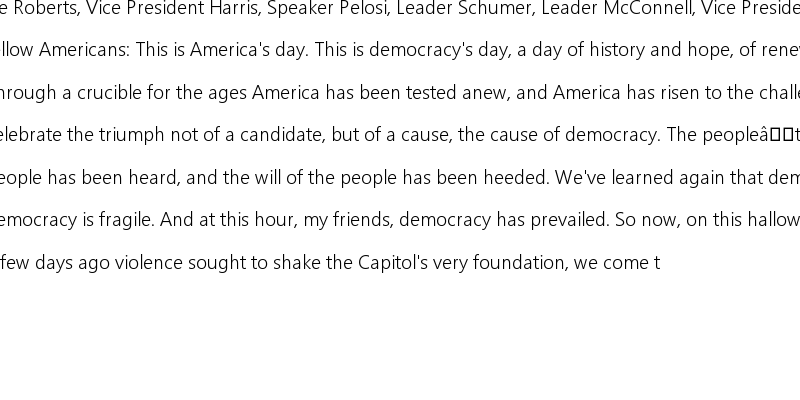 e Roberts, Vice President Harris, Speaker Pelosi, Leader Schumer, Leader McConnell, Vice Preside
llow Americans: This is America's day. This is democracy's day, a day of history and hope, of rene
hrough a crucible for the ages America has been tested anew, and America has risen to the challe
elebrate the triumph not of a candidate, but of a cause, the cause of democracy. The peopleâ□□t
eople has been heard, and the will of the people has been heeded. We've learned again that dem
emocracy is fragile. And at this hour, my friends, democracy has prevailed. So now, on this hallow
few days ago violence sought to shake the Capitol's very foundation, we come t